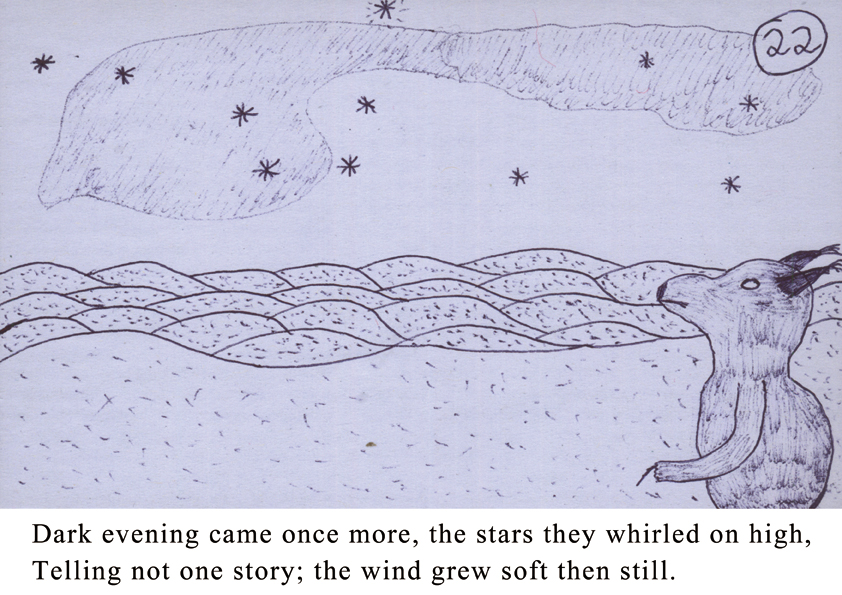 22
Dark evening came once more, the stars they whirled on high,
Telling not one story; the wind grew soft then still.